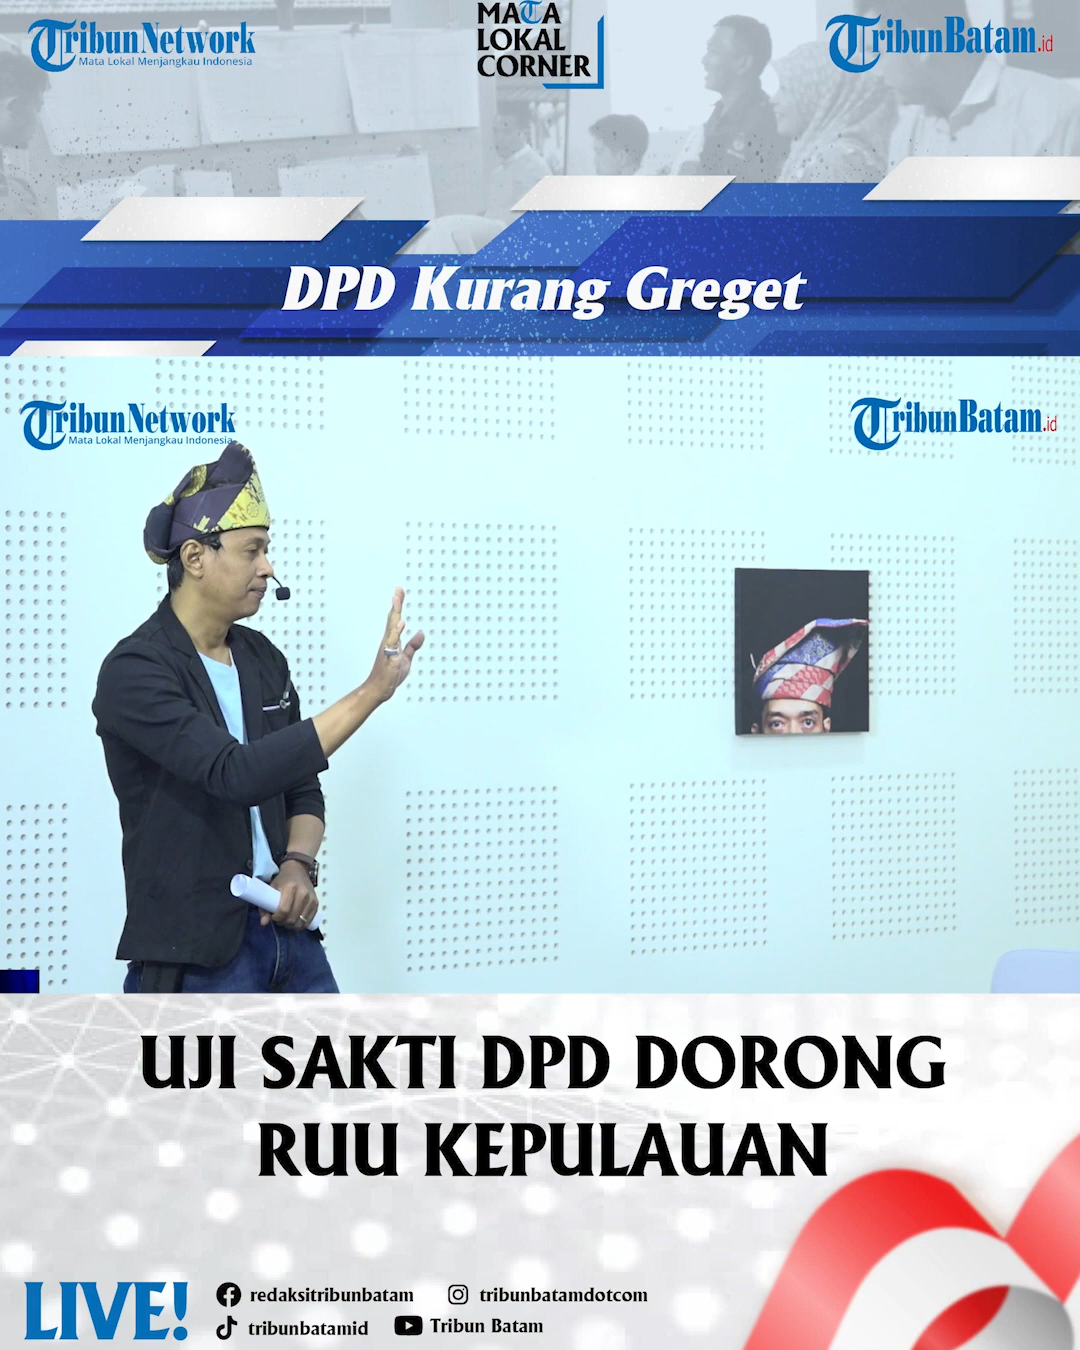 TribunNetwork
Mata Lokal Menjangkau Indonesia
MATA
LOKAL
CORNER
TribunBatam.id
DPD Kurang Greget
TribunNetwork
Mata Lokal Menjangkau Indonesia
TribunBatam.id
UJI SAKTI DPD DORONG
RUU KEPULAUAN
LIVE!
redaksitribunbatam
tribunbatamdotcom
tribunbatamid
Tribun Batam